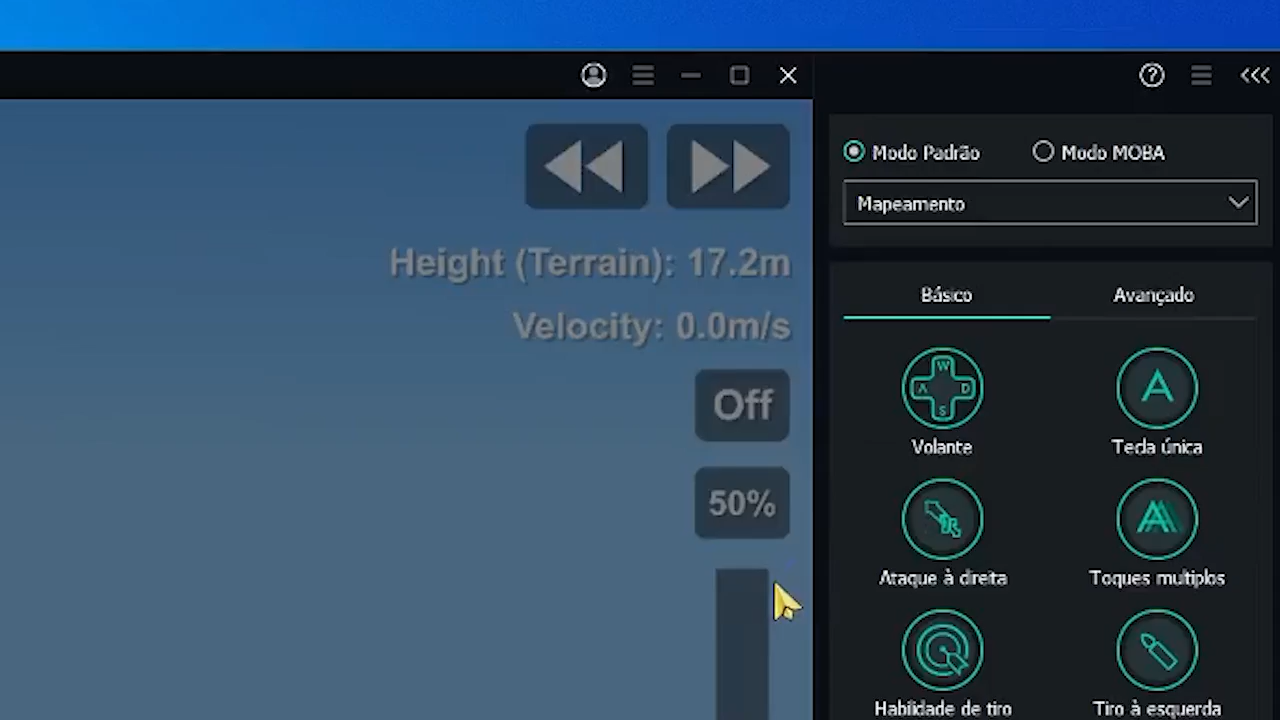 Modo Padrão
Modo MOBA
Mapeamento
Height (Terrain): 17.2m
Velocity: 0.0m/s
Off
50%
Básico
Avançado
W
A
D
S
Volante
A
Tecla única
Ataque à direita
Toques multiplos
Habilidade de tiro
Tiro à esquerda